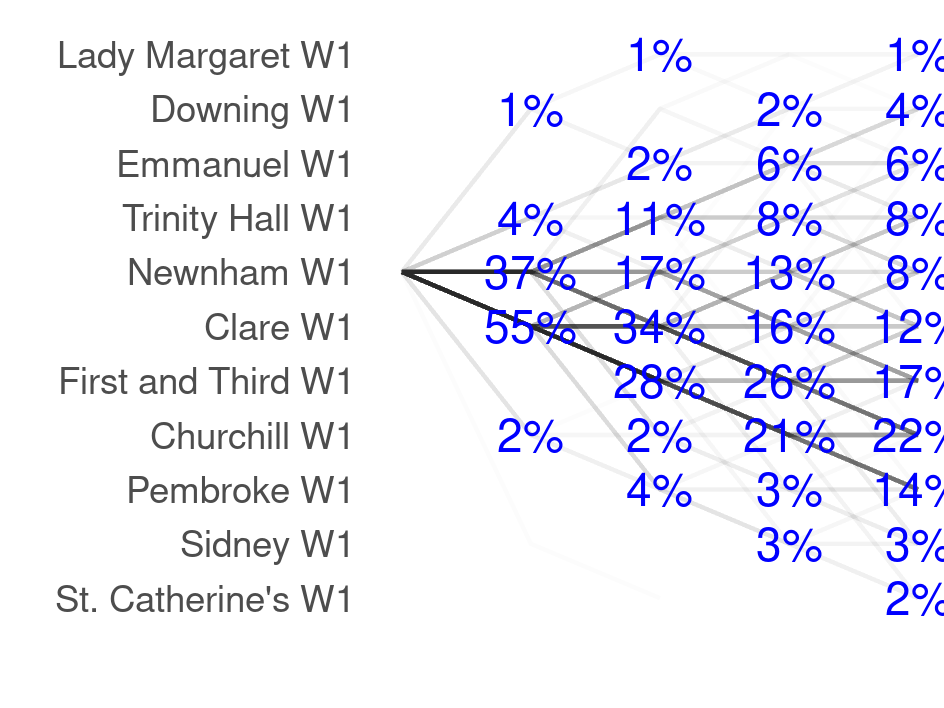 Lady Margaret W1 1% 1%
Downing W1 1% 2% 4%
Emmanuel W1 2% 6% 6%
Trinity Hall W1 4% 11% 8% 8%
Newnham W1 37% 17% 13% 8%
Clare W1 55% 34% 16% 12%
First and Third W1 28% 26% 17%
Churchill W1 2% 2% 21% 22%
Pembroke W1 4% 3% 14%
Sidney W1 3% 3%
St. Catherine's W1 2%